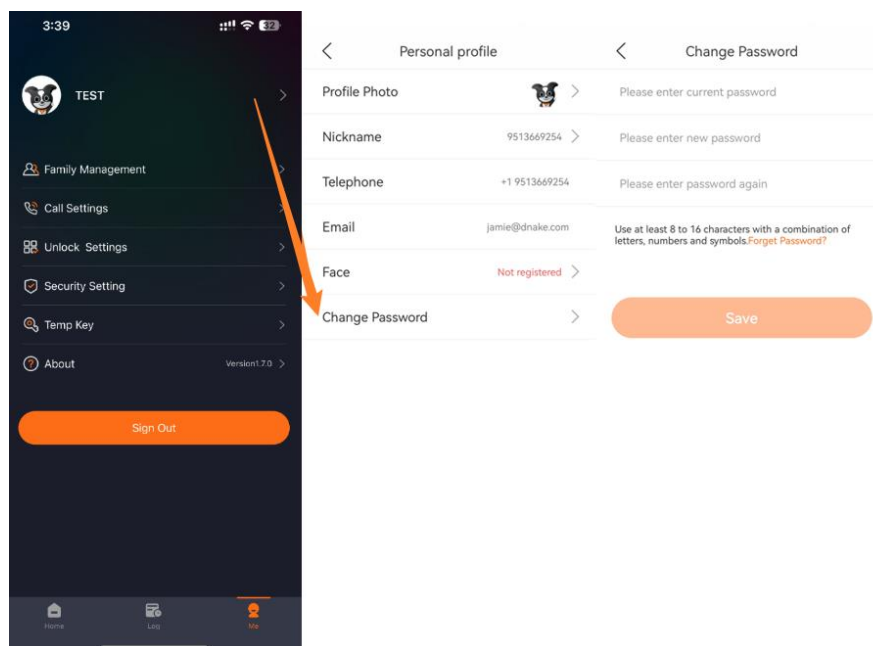 3:39
32
TEST
Family Management
Call Settings
Unlock Settings
Security Setting
Temp Key
About
Version1.7.0
Sign Out
Home
Log
Me
Personal profile
Profile Photo
Nickname
9513669254
Telephone
+1 9513669254
Email
jamie@dnake.com
Face
Not registered
Change Password
Change Password
Please enter current password
Please enter new password
Please enter password again
Use at least 8 to 16 characters with a combination of
letters, numbers and symbols.Forget Password?
Save